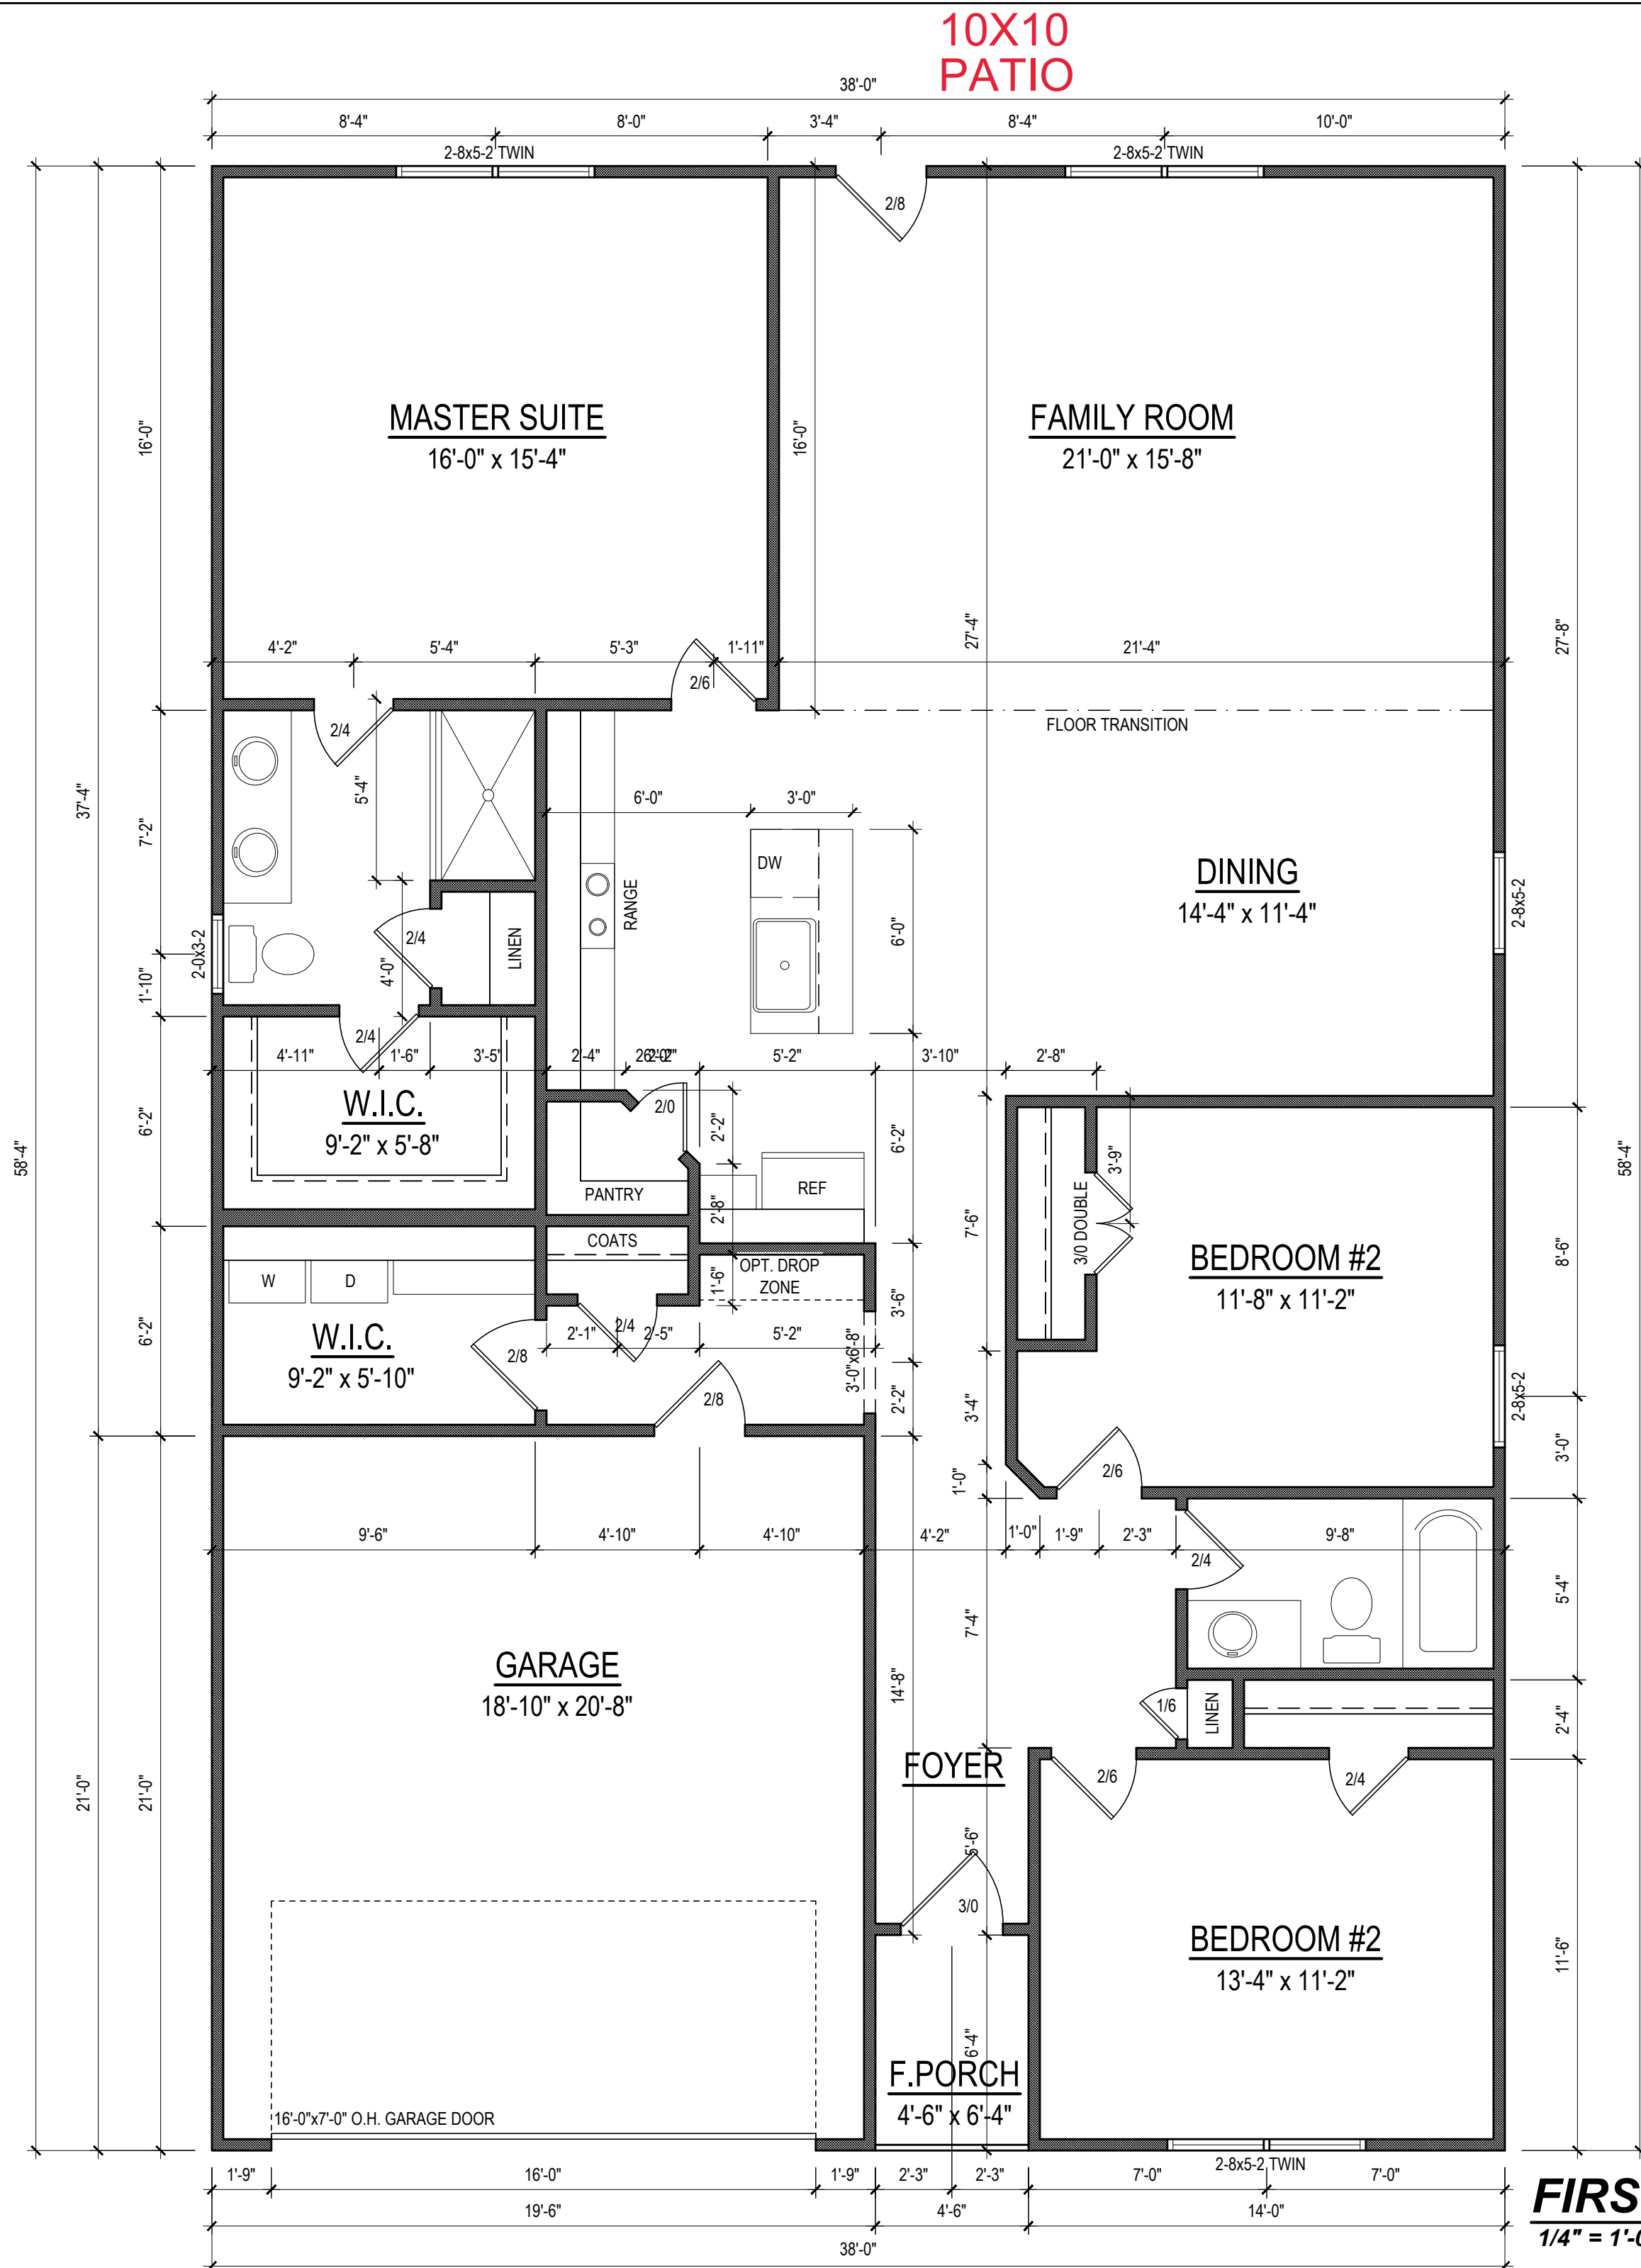 10X10
PATIO
38'-0"
8'-4"
8'-0"
3'-4"
8'-4"
10'-0"
2-8x5-2 TWIN
2-8x5-2 TWIN
2/8
MASTER SUITE
16'-0" x 15'-4"
FAMILY ROOM
21'-0" x 15'-8"
16'-0"
16'-0"
27'-4"
27'-8"
4'-2"
5'-4"
5'-3"
1'-11"
21'-4"
2/6
FLOOR TRANSITION
2/4
5'-4"
37'-4"
7'-2"
6'-0"
3'-0"
DW
RANGE
6'-0"
DINING
14'-4" x 11'-4"
2-8x5-2
2-0x3-2
2/4
LINEN
4'-0"
1'-10"
2/4
4'-11"
1'-6"
3'-5"
2'-4"
5'-2"
3'-10"
2'-8"
W.I.C.
9'-2" x 5'-8"
2/0
2'-2"
6'-2"
6'-2"
58'-4"
58'-4"
3'-9"
PANTRY
REF
2'-8"
3/0 DOUBLE
7'-6"
COATS
OPT. DROP
ZONE
1'-6"
3'-6"
BEDROOM #2
11'-8" x 11'-2"
8'-6"
W
D
W.I.C.
9'-2" x 5'-10"
6'-2"
2/8
2'-1"
2/4
2'-5"
5'-2"
3'-0"x6'-8"
2'-2"
2/8
3'-4"
2-8x5-2
3'-0"
1'-0"
2/6
9'-6"
4'-10"
4'-10"
4'-2"
1'-0"
1'-9"
2'-3"
9'-8"
2/4
5'-4"
7'-4"
GARAGE
18'-10" x 20'-8"
14'-8"
1/6
LINEN
2'-4"
FOYER
2/6
2/4
21'-0"
21'-0"
5'-6"
3/0
BEDROOM #2
13'-4" x 11'-2"
11'-6"
6'-4"
F.PORCH
4'-6" x 6'-4"
16'-0"x7'-0" O.H. GARAGE DOOR
2-8x5-2 TWIN
1'-9"
16'-0"
1'-9"
2'-3"
2'-3"
7'-0"
7'-0"
19'-6"
4'-6"
14'-0"
38'-0"
FIRS
1/4" = 1'-0